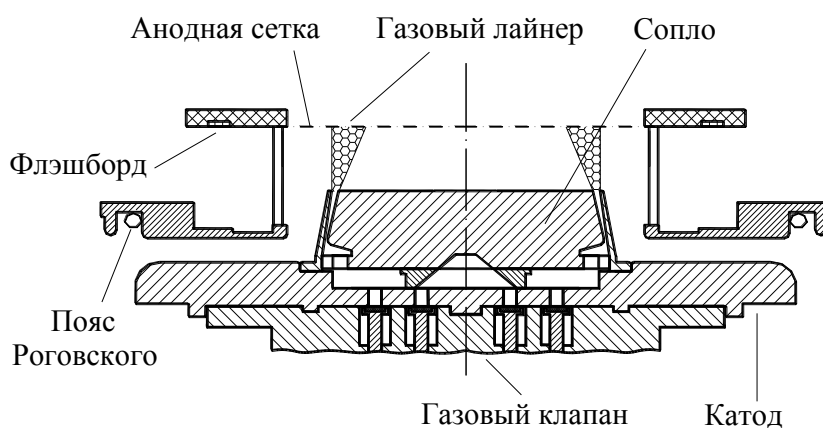 Анодная сетка
Газовый лайнер
Сопло
Флэшборд
Пояс
Роговского
Газовый клапан
Катод